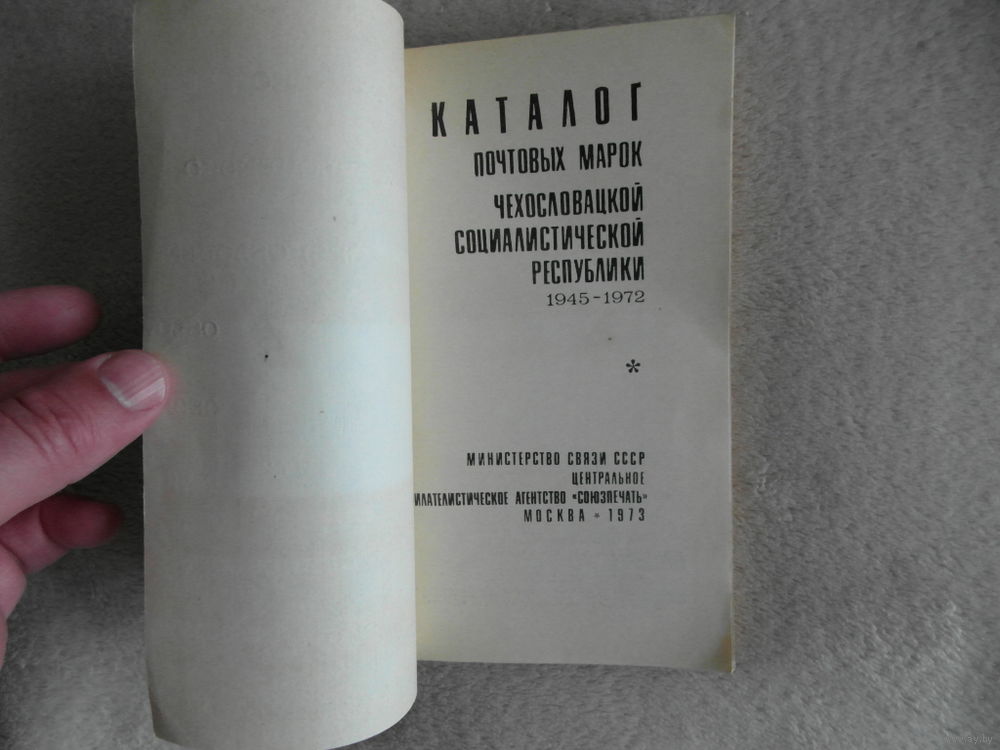 КАТАЛОГ
ПОЧТОВЫХ МАРОК
ЧЕХОСЛОВАЦКОЙ
СОЦИАЛИСТИЧЕСКОЙ
РЕСПУБЛИКИ
1945-1972
*
МИНИСТЕРСТВО СВЯЗИ СССР
ЦЕНТРАЛЬНОЕ
ИЛАТЕЛИСТИЧЕСКОЕ АГЕНТСТВО «СОЮЗПЕЧАТЬ»
МОСКВА * 1973